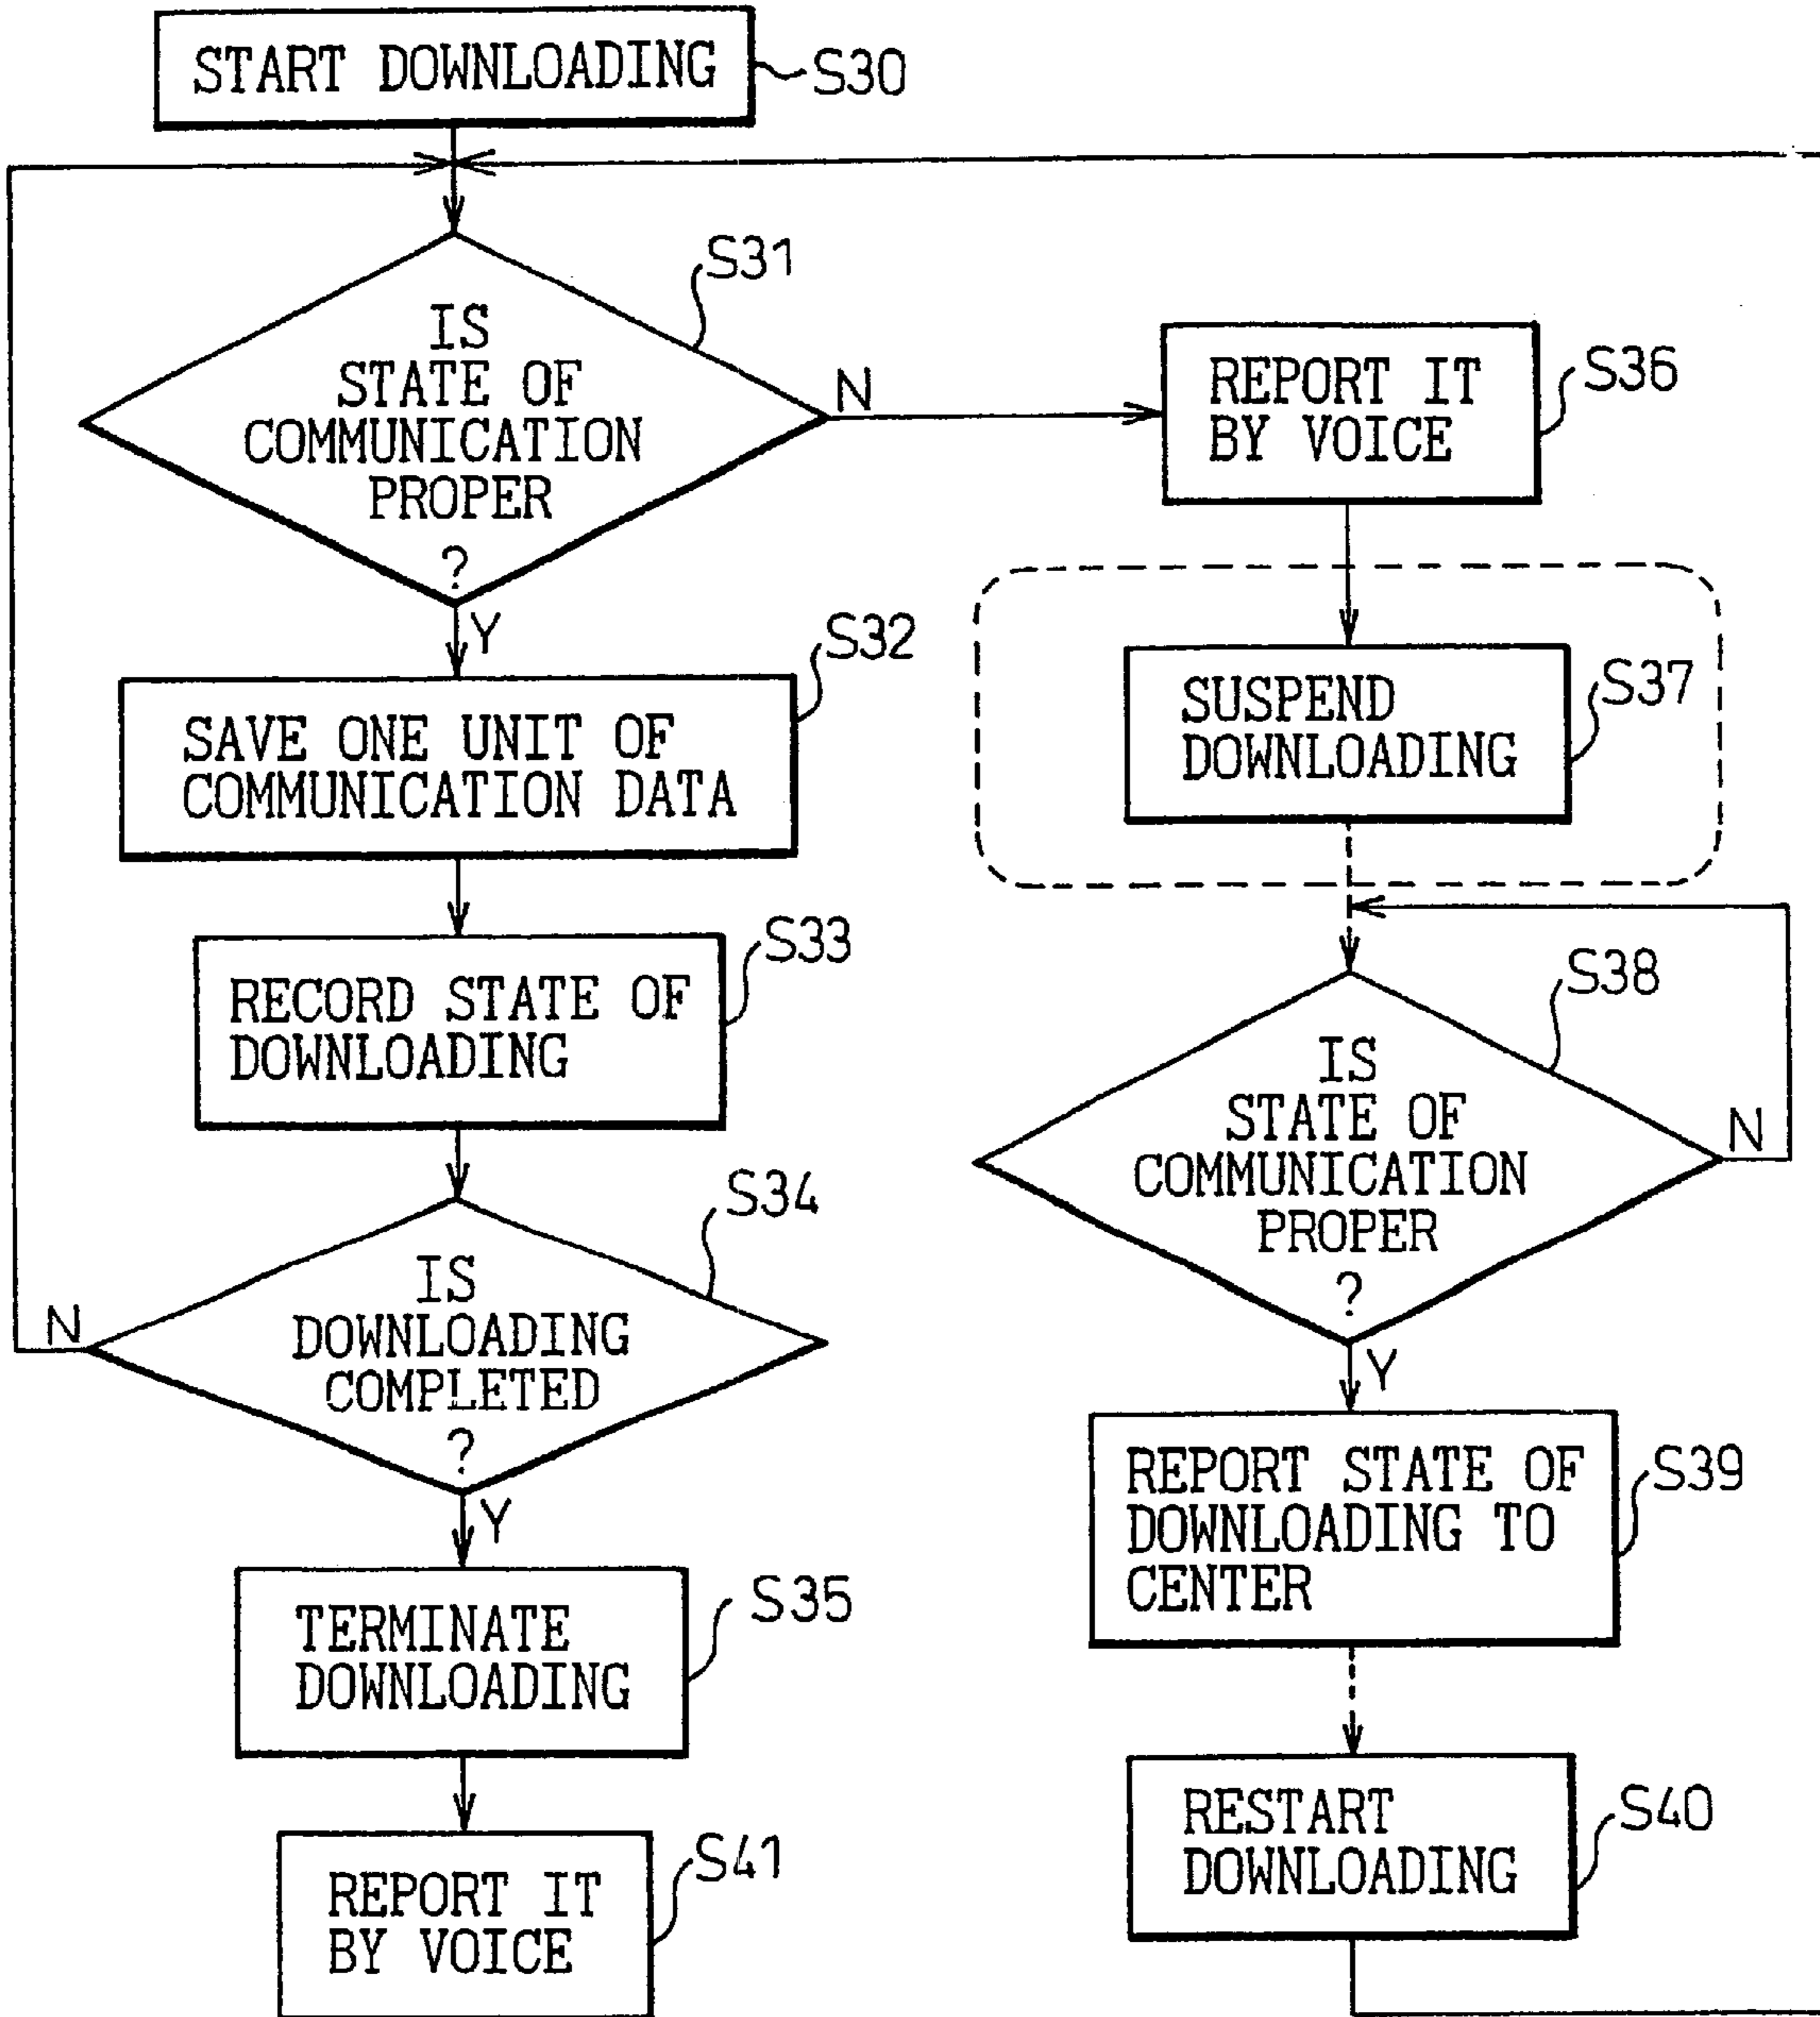 START DOWNLOADING
S30
IS
STATE OF
COMMUNICATION
PROPER
?
S31
N
Y
SAVE ONE UNIT OF
COMMUNICATION DATA
S32
RECORD STATE OF
DOWNLOADING
S33
IS
DOWNLOADING
COMPLETED
?
S34
N
Y
TERMINATE
DOWNLOADING
S35
REPORT IT
BY VOICE
S41
REPORT IT
BY VOICE
S36
SUSPEND
DOWNLOADING
S37
IS
STATE OF
COMMUNICATION
PROPER
?
S38
N
Y
REPORT STATE OF
DOWNLOADING TO
CENTER
S39
RESTART
DOWNLOADING
S40